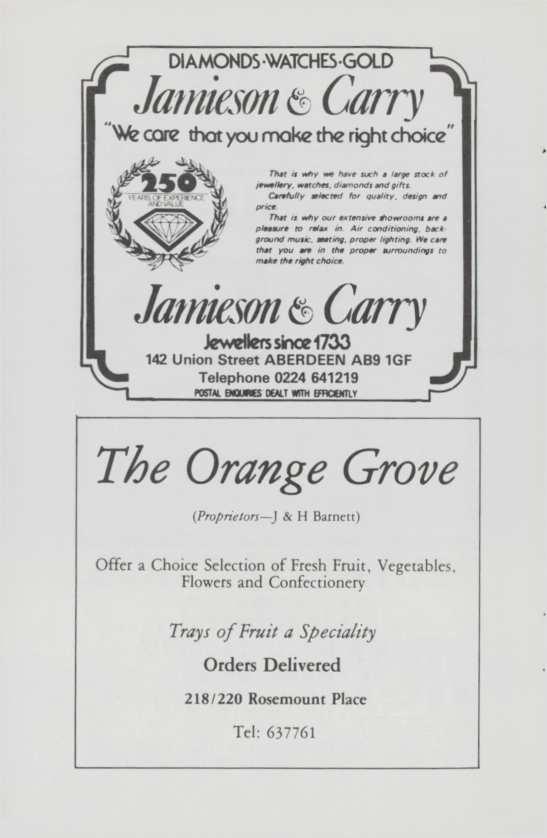 DIAMONDS·WATCHES·GOLD
Jamieson & Carry
"We care that you make the right choice"
250
YEARS OF EXPERIENCE
AND VALUE
That is why we have such a large stock of
jewellery, watches, diamonds and gifts.
Carefully selected for quality, design and
price.
That is why our extensive showrooms are a
pleasure to relax in. Air conditioning, back-
ground music, seating, proper lighting. We care
that you are in the proper surroundings to
make the right choice.
Jamieson & Carry
Jewellers since 1733
142 Union Street ABERDEEN AB9 1GF
Telephone 0224 641219
POSTAL ENQUIRIES DEALT WITH EFFICIENTLY
The Orange Grove
(Proprietors—J & H Barnett)
Offer a Choice Selection of Fresh Fruit, Vegetables,
Flowers and Confectionery
Trays of Fruit a Speciality
Orders Delivered
218/220 Rosemount Place
Tel: 637761